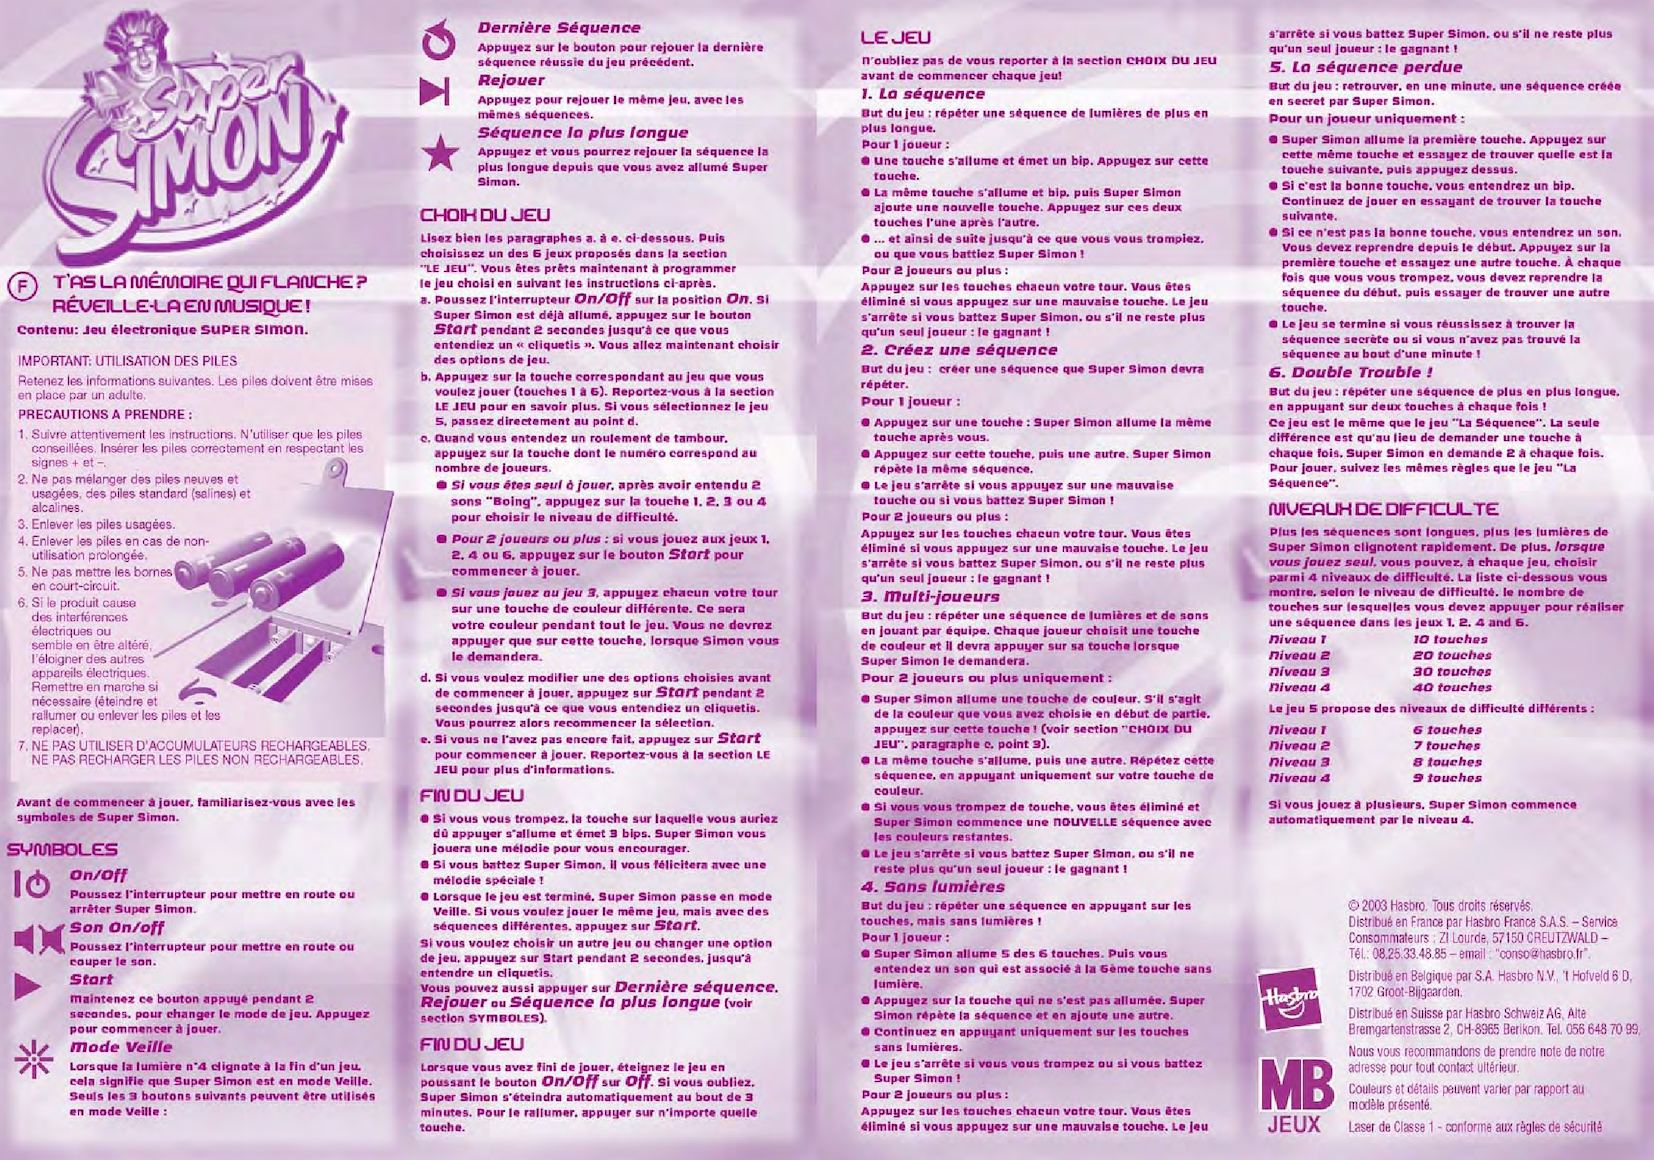 Super
SIMON
F
T'AS LA MÉMOIRE QUI FLANCHE ?
RÉVEILLE-LA EN MUSIQUE !
Contenu: Jeu électronique SUPER SIMON.
IMPORTANT: UTILISATION DES PILES
Retenez les informations suivantes. Les piles doivent être mises
en place par un adulte.
PRECAUTIONS A PRENDRE :
1. Suivre attentivement les instructions. N'utiliser que les piles
conseillées. Insérer les piles correctement en respectant les
signes + et –.
2. Ne pas mélanger des piles neuves et
usagées, des piles standard (salines) et
alcalines.
3. Enlever les piles usagées.
4. Enlever les piles en cas de non-
utilisation prolongée.
5. Ne pas mettre les bornes
en court-circuit.
6. Si le produit cause
des interférences
électriques ou
semble en être altéré,
l'éloigner des autres
appareils électriques.
Remettre en marche si
nécessaire (éteindre et
rallumer ou enlever les piles et les
replacer).
7. NE PAS UTILISER D'ACCUMULATEURS RECHARGEABLES.
NE PAS RECHARGER LES PILES NON RECHARGEABLES.
Avant de commencer à jouer, familiarisez-vous avec les
symboles de Super Simon.
SYMBOLES
On/Off
Poussez l'interrupteur pour mettre en route ou
arrêter Super Simon.
Son On/off
Poussez l'interrupteur pour mettre en route ou
couper le son.
Start
Maintenez ce bouton appuyé pendant 2
secondes, pour changer le mode de jeu. Appuyez
pour commencer à jouer.
Mode Veille
Lorsque la lumière n°4 clignote à la fin d'un jeu,
cela signifie que Super Simon est en mode Veille.
Seuls les 3 boutons suivants peuvent être utilisés
en mode Veille :
Dernière Séquence
Appuyez sur le bouton pour rejouer la dernière
séquence réussie du jeu précédent.
Rejouer
Appuyez pour rejouer le même jeu, avec les
mêmes séquences.
Séquence la plus longue
Appuyez et vous pourrez rejouer la séquence la
plus longue depuis que vous avez allumé Super
Simon.
CHOIX DU JEU
Lisez bien les paragraphes a. à e. ci-dessous. Puis
choisissez un des 6 jeux proposés dans la section
"LE JEU". Vous êtes prêts maintenant à programmer
le jeu choisi en suivant les instructions ci-après.
a. Poussez l'interrupteur On/Off sur la position On. Si
Super Simon est déjà allumé, appuyez sur le bouton
Start pendant 2 secondes jusqu'à ce que vous
entendiez un « cliquetis ». Vous allez maintenant choisir
des options de jeu.
b. Appuyez sur la touche correspondant au jeu que vous
voulez jouer (touches 1 à 6). Reportez-vous à la section
LE JEU pour en savoir plus. Si vous sélectionnez le jeu
5, passez directement au point d.
c. Quand vous entendez un roulement de tambour,
appuyez sur la touche dont le numéro correspond au
nombre de joueurs.
● Si vous êtes seul à jouer, après avoir entendu 2
sons "Boing", appuyez sur la touche 1, 2, 3 ou 4
pour choisir le niveau de difficulté.
● Pour 2 joueurs ou plus : si vous jouez aux jeux 1,
2, 4 ou 6, appuyez sur le bouton Start pour
commencer à jouer.
● Si vous jouez au jeu 3, appuyez chacun votre tour
sur une touche de couleur différente. Ce sera
votre couleur pendant tout le jeu. Vous ne devrez
appuyer que sur cette touche, lorsque Simon vous
le demandera.
d. Si vous voulez modifier une des options choisies avant
de commencer à jouer, appuyez sur Start pendant 2
secondes jusqu'à ce que vous entendiez un cliquetis.
Vous pourrez alors recommencer la sélection.
e. Si vous ne l'avez pas encore fait, appuyez sur Start
pour commencer à jouer. Reportez-vous à la section LE
JEU pour plus d'informations.
FIN DU JEU
● Si vous vous trompez, la touche sur laquelle vous auriez
dû appuyer s'allume et émet 3 bips. Super Simon vous
jouera une mélodie pour vous encourager.
● Si vous battez Super Simon, il vous félicitera avec une
mélodie spéciale !
● Lorsque le jeu est terminé, Super Simon passe en mode
Veille. Si vous voulez jouer le même jeu, mais avec des
séquences différentes, appuyez sur Start.
Si vous voulez choisir un autre jeu ou changer une option
de jeu, appuyez sur Start pendant 2 secondes, jusqu'à
entendre un cliquetis.
Vous pouvez aussi appuyer sur Dernière séquence,
Rejouer ou Séquence la plus longue (voir
section SYMBOLES).
FIN DU JEU
Lorsque vous avez fini de jouer, éteignez le jeu en
poussant le bouton On/Off sur Off. Si vous oubliez,
Super Simon s'éteindra automatiquement au bout de 3
minutes. Pour le rallumer, appuyer sur n'importe quelle
touche.
LE JEU
N'oubliez pas de vous reporter à la section CHOIX DU JEU
avant de commencer chaque jeu!
1. La séquence
But du jeu : répéter une séquence de lumières de plus en
plus longue.
Pour 1 joueur :
● Une touche s'allume et émet un bip. Appuyez sur cette
touche.
● La même touche s'allume et bip, puis Super Simon
ajoute une nouvelle touche. Appuyez sur ces deux
touches l'une après l'autre.
● ... et ainsi de suite jusqu'à ce que vous vous trompiez,
ou que vous battiez Super Simon !
Pour 2 joueurs ou plus :
Appuyez sur les touches chacun votre tour. Vous êtes
éliminé si vous appuyez sur une mauvaise touche. Le jeu
s'arrête si vous battez Super Simon, ou s'il ne reste plus
qu'un seul joueur : le gagnant !
2. Créez une séquence
But du jeu : créer une séquence que Super Simon devra
répéter.
Pour 1 joueur :
● Appuyez sur une touche : Super Simon allume la même
touche après vous.
● Appuyez sur cette touche, puis une autre. Super Simon
répète la même séquence.
● Le jeu s'arrête si vous appuyez sur une mauvaise
touche ou si vous battez Super Simon !
Pour 2 joueurs ou plus :
Appuyez sur les touches chacun votre tour. Vous êtes
éliminé si vous appuyez sur une mauvaise touche. Le jeu
s'arrête si vous battez Super Simon, ou s'il ne reste plus
qu'un seul joueur : le gagnant !
3. Multi-joueurs
But du jeu : répéter une séquence de lumières et de sons
en jouant par équipe. Chaque joueur choisit une touche
de couleur et il devra appuyer sur sa touche lorsque
Super Simon le demandera.
Pour 2 joueurs ou plus uniquement :
● Super Simon allume une touche de couleur. S'il s'agit
de la couleur que vous avez choisie en début de partie,
appuyez sur cette touche ! (voir section "CHOIX DU
JEU", paragraphe c, point 3).
● La même touche s'allume, puis une autre. Répétez cette
séquence, en appuyant uniquement sur votre touche de
couleur.
● Si vous vous trompez de touche, vous êtes éliminé et
Super Simon commence une NOUVELLE séquence avec
les couleurs restantes.
● Le jeu s'arrête si vous battez Super Simon, ou s'il ne
reste plus qu'un seul joueur : le gagnant !
4. Sans lumières
But du jeu : répéter une séquence en appuyant sur les
touches, mais sans lumières !
Pour 1 joueur :
● Super Simon allume 5 des 6 touches. Puis vous
entendez un son qui est associé à la 6ème touche sans
lumière.
● Appuyez sur la touche qui ne s'est pas allumée. Super
Simon répète la séquence et en ajoute une autre.
● Continuez en appuyant uniquement sur les touches
sans lumières.
● Le jeu s'arrête si vous vous trompez ou si vous battez
Super Simon !
Pour 2 joueurs ou plus :
Appuyez sur les touches chacun votre tour. Vous êtes
éliminé si vous appuyez sur une mauvaise touche. Le jeu
s'arrête si vous battez Super Simon, ou s'il ne reste plus
qu'un seul joueur : le gagnant !
5. La séquence perdue
But du jeu : retrouver, en une minute, une séquence créée
en secret par Super Simon.
Pour un joueur uniquement :
● Super Simon allume la première touche. Appuyez sur
cette même touche et essayez de trouver quelle est la
touche suivante, puis appuyez dessus.
● Si c'est la bonne touche, vous entendrez un bip.
Continuez de jouer en essayant de trouver la touche
suivante.
● Si ce n'est pas la bonne touche, vous entendrez un son.
Vous devez reprendre depuis le début. Appuyez sur la
première touche et essayez une autre touche. À chaque
fois que vous vous trompez, vous devez reprendre la
séquence du début, puis essayer de trouver une autre
touche.
● Le jeu se termine si vous réussissez à trouver la
séquence secrète ou si vous n'avez pas trouvé la
séquence au bout d'une minute !
6. Double Trouble !
But du jeu : répéter une séquence de plus en plus longue,
en appuyant sur deux touches à chaque fois !
Ce jeu est le même que le jeu "La Séquence". La seule
différence est qu'au lieu de demander une touche à
chaque fois, Super Simon en demande 2 à chaque fois.
Pour jouer, suivez les mêmes règles que le jeu "La
Séquence".
NIVEAUX DE DIFFICULTE
Plus les séquences sont longues, plus les lumières de
Super Simon clignotent rapidement. De plus, lorsque
vous jouez seul, vous pouvez, à chaque jeu, choisir
parmi 4 niveaux de difficulté. La liste ci-dessous vous
montre, selon le niveau de difficulté, le nombre de
touches sur lesquelles vous devez appuyer pour réaliser
une séquence dans les jeux 1, 2, 4 and 6.
Niveau 1 10 touches
Niveau 2 20 touches
Niveau 3 30 touches
Niveau 4 40 touches
Le jeu 5 propose des niveaux de difficulté différents :
Niveau 1 6 touches
Niveau 2 7 touches
Niveau 3 8 touches
Niveau 4 9 touches
Si vous jouez à plusieurs, Super Simon commence
automatiquement par le niveau 4.
© 2003 Hasbro. Tous droits réservés.
Distribué en France par Hasbro France S.A.S. – Service
Consommateurs : ZI Lourde, 57150 CREUTZWALD –
Tél.: 08.25.33.48.85 – email : "conso@hasbro.fr".
Distribué en Belgique par S.A. Hasbro N.V., 't Hofveld 6 D,
1702 Groot-Bijgaarden.
Distribué en Suisse par Hasbro Schweiz AG, Alte
Bremgartenstrasse 2, CH-8965 Berikon. Tel. 056 648 70 99.
Nous vous recommandons de prendre note de notre
adresse pour tout contact ultérieur.
Couleurs et détails peuvent varier par rapport au
modèle présenté.
Laser de Classe 1 - conforme aux règles de sécurité
Hasbro
MB
JEUX